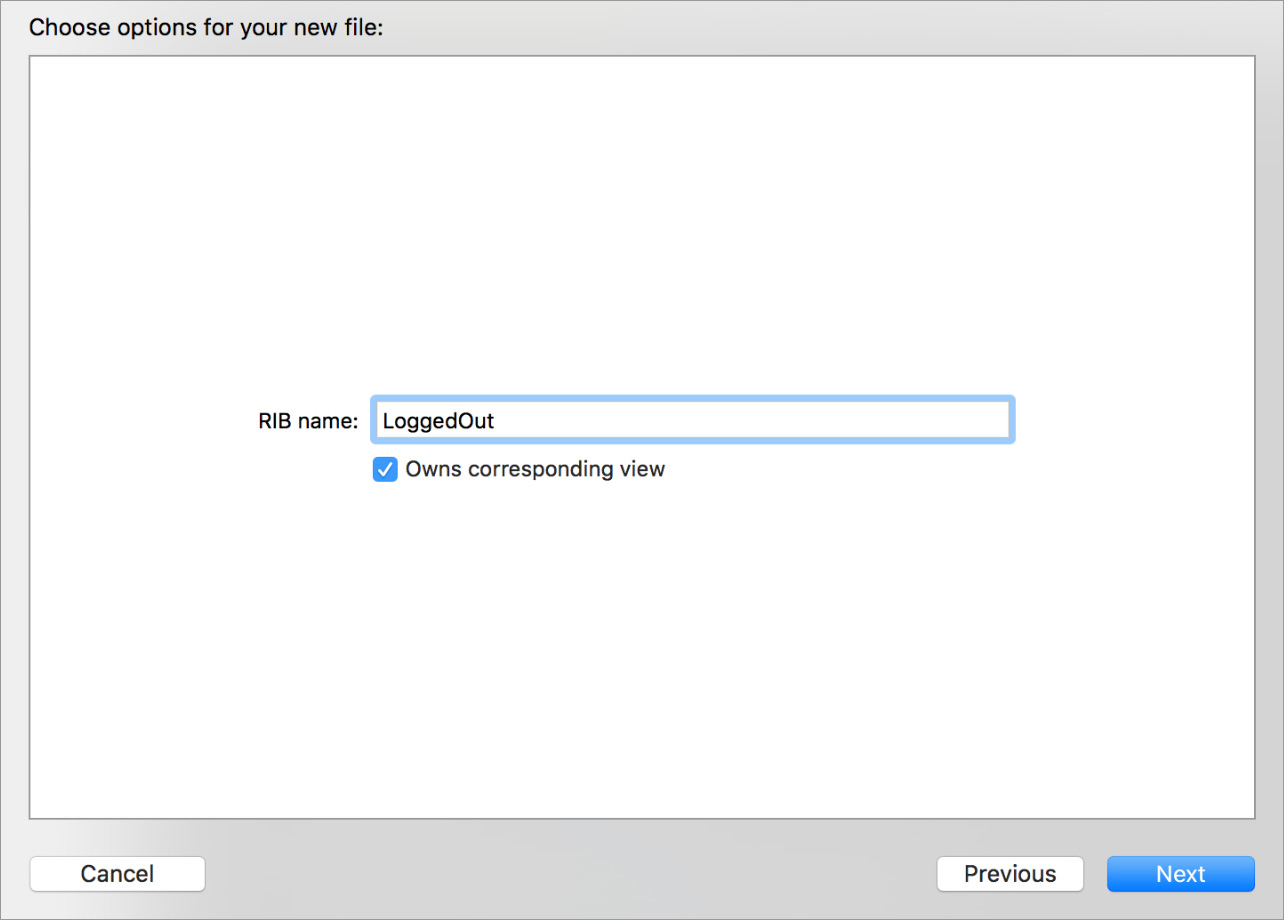 Choose options for your new file:
RIB name: LoggedOut
Owns corresponding view
Cancel Previous Next